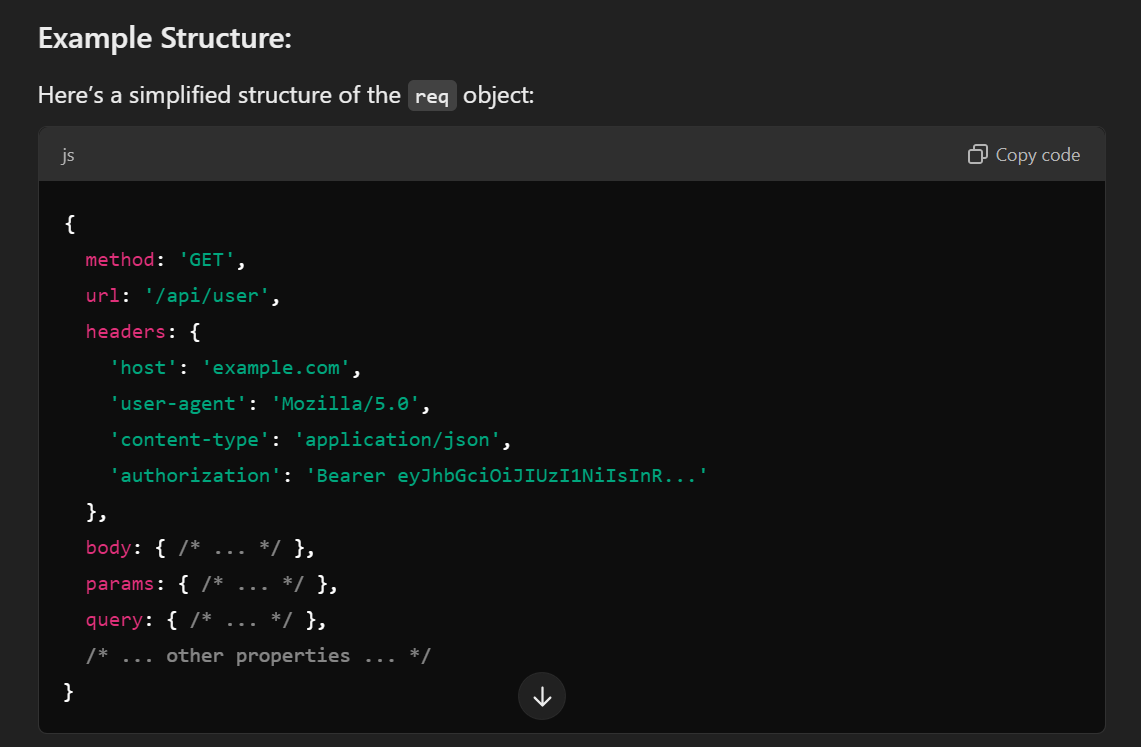 Example Structure:
Here’s a simplified structure of the req object:
js
Copy code
{
  method: 'GET',
  url: '/api/user',
  headers: {
    'host': 'example.com',
    'user-agent': 'Mozilla/5.0',
    'content-type': 'application/json',
    'authorization': 'Bearer eyJhbGciOiJIUzI1NiIsInR...'
  },
  body: { /* ... */ },
  params: { /* ... */ },
  query: { /* ... */ },
  /* ... other properties ... */
}